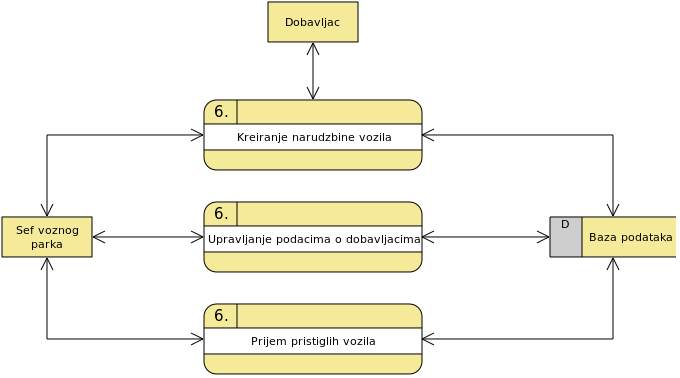 Dobavljac
6.
Kreiranje narudzbine vozila
6.
Upravljanje podacima o dobavljacima
Sef voznog
parka
D
Baza podataka
6.
Prijem pristiglih vozila